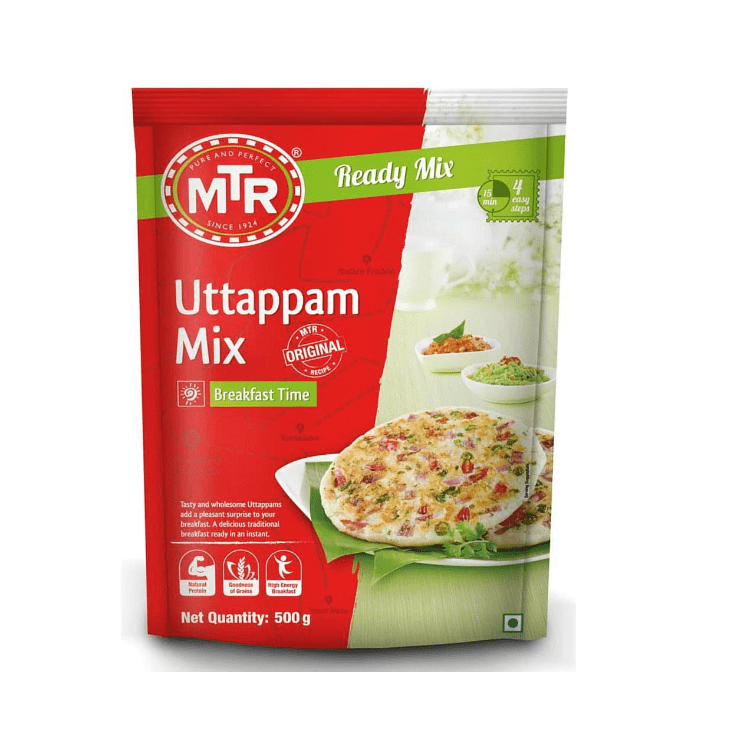 PURE AND PERFECT
MTR
SINCE 1924
®
Ready Mix
15 min
4 easy steps
Uttappam
Mix
MTR
ORIGINAL
RECIPE
Breakfast Time
Tasty and wholesome Uttappams
add a pleasant surprise to your
breakfast. A delicious traditional
breakfast ready in an instant.
Natural
Protein
Goodness
of Grains
High Energy
Breakfast
Net Quantity: 500 g
Serving Suggestion